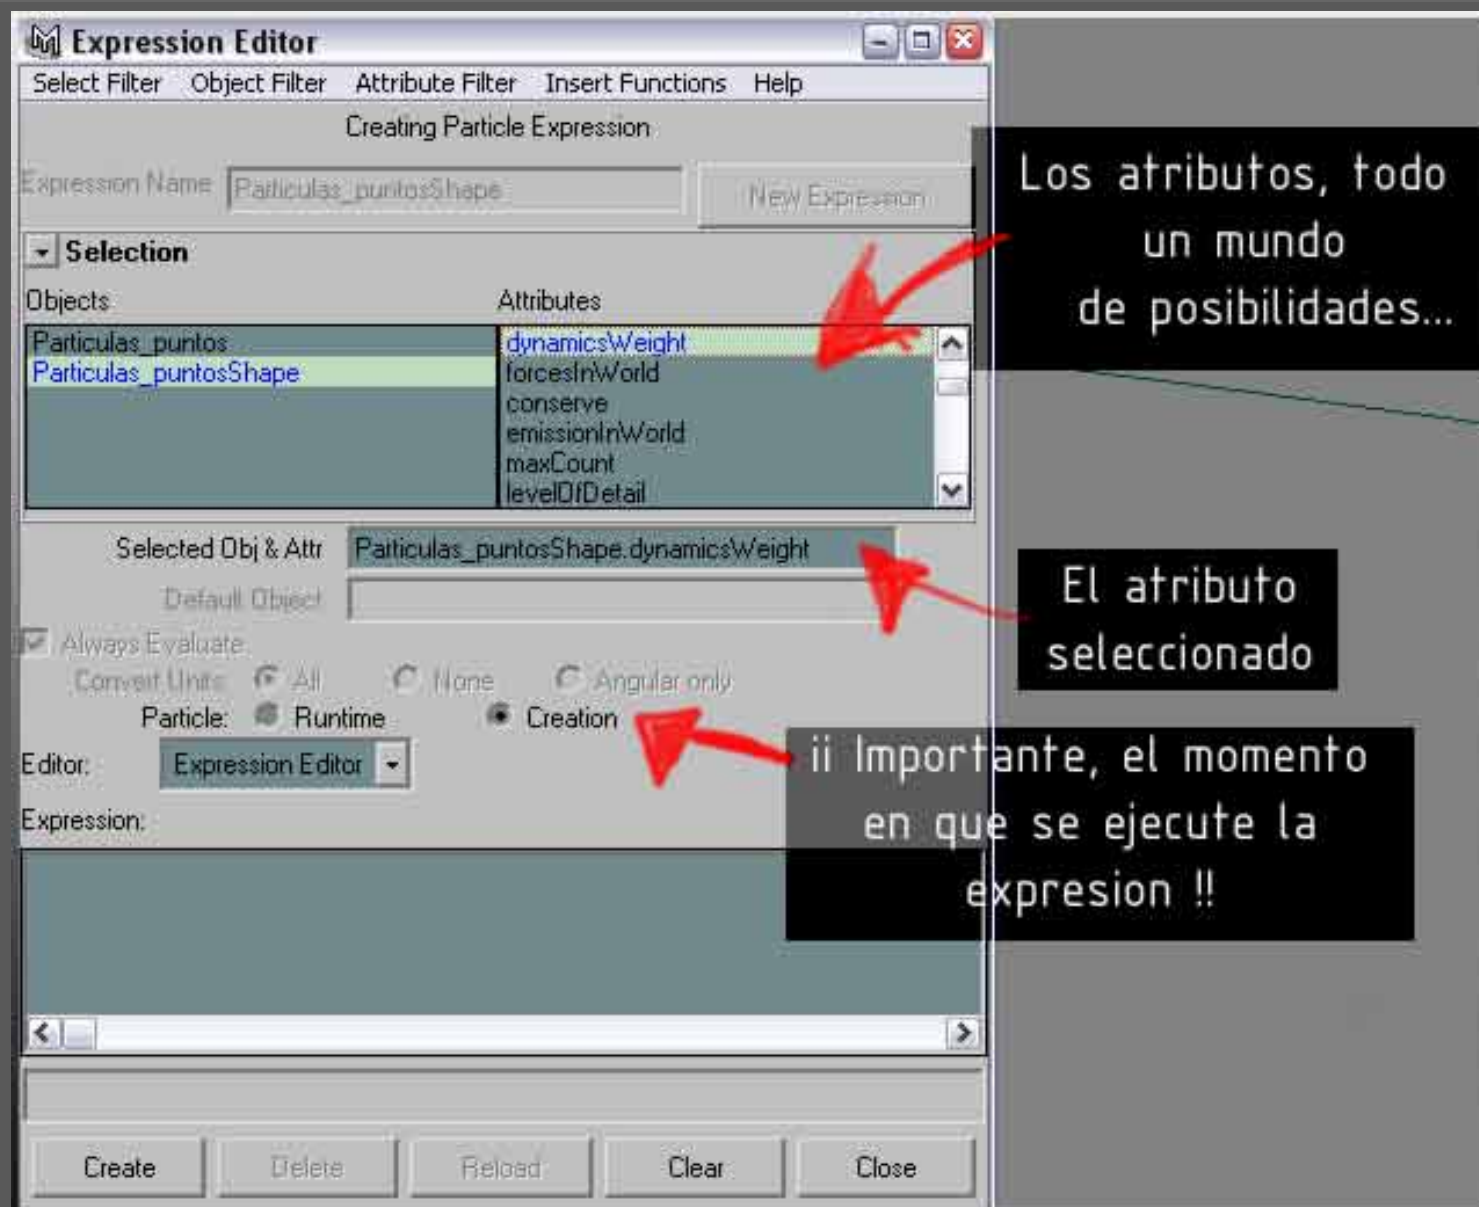 Expression Editor
Select Filter Object Filter Attribute Filter Insert Functions Help
Creating Particle Expression
Expression Name Particulas_puntosShape New Expression
Selection
Objects Attributes
Particulas_puntos
Particulas_puntosShape
dynamicsWeight
forcesInWorld
conserve
emissionInWorld
maxCount
levelOfDetail
Los atributos, todo
un mundo
de posibilidades...
Selected Obj & Attr Particulas_puntosShape.dynamicsWeight
Default Object
El atributo
seleccionado
Always Evaluate
Convert Units: All None Angular only
Particle: Runtime Creation
Editor: Expression Editor
¡¡ Importante, el momento
en que se ejecute la
expresion !!
Expression:
Create Delete Reload Clear Close